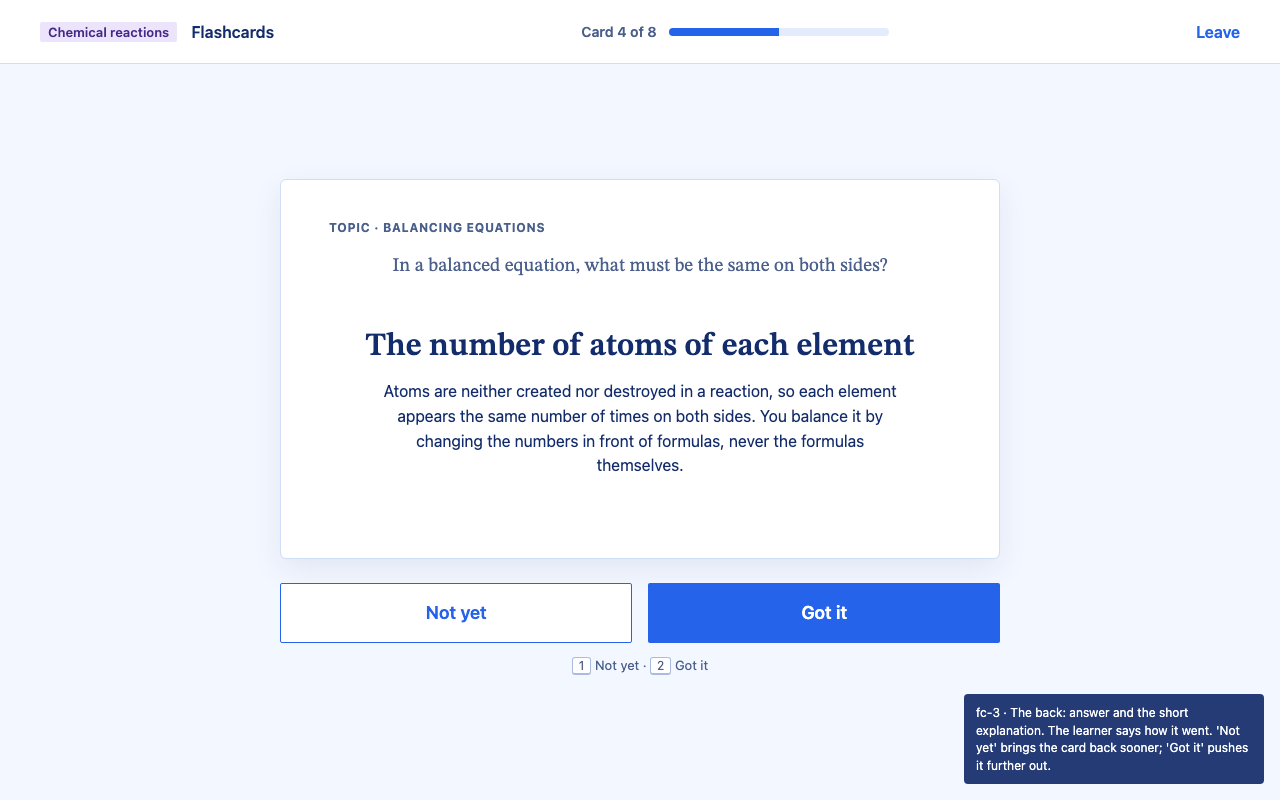 Chemical reactions Flashcards Card 4 of 8 Leave
TOPIC · BALANCING EQUATIONS
In a balanced equation, what must be the same on both sides?
The number of atoms of each element
Atoms are neither created nor destroyed in a reaction, so each element
appears the same number of times on both sides. You balance it by
changing the numbers in front of formulas, never the formulas
themselves.
Not yet Got it
1 Not yet · 2 Got it
fc-3 · The back: answer and the short
explanation. The learner says how it went. 'Not
yet' brings the card back sooner; 'Got it' pushes
it further out.